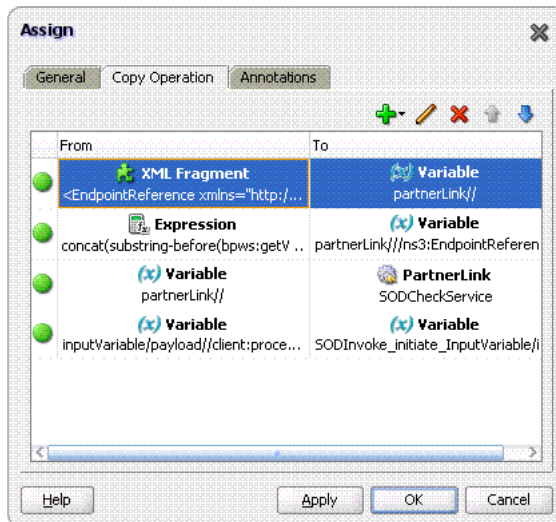 Assign
General Copy Operation Annotations
From To
XML Fragment Variable
<EndpointReference xmlns="http:/... partnerLink//
Expression (x) Variable
concat(substring-before(bpws:getV ... partnerLink///ns3:EndpointReferen
(x) Variable PartnerLink
partnerLink// SODCheckService
(x) Variable (x) Variable
inputVariable/payload//client:proce... SODInvoke_initiate_InputVariable/i
Help Apply OK Cancel